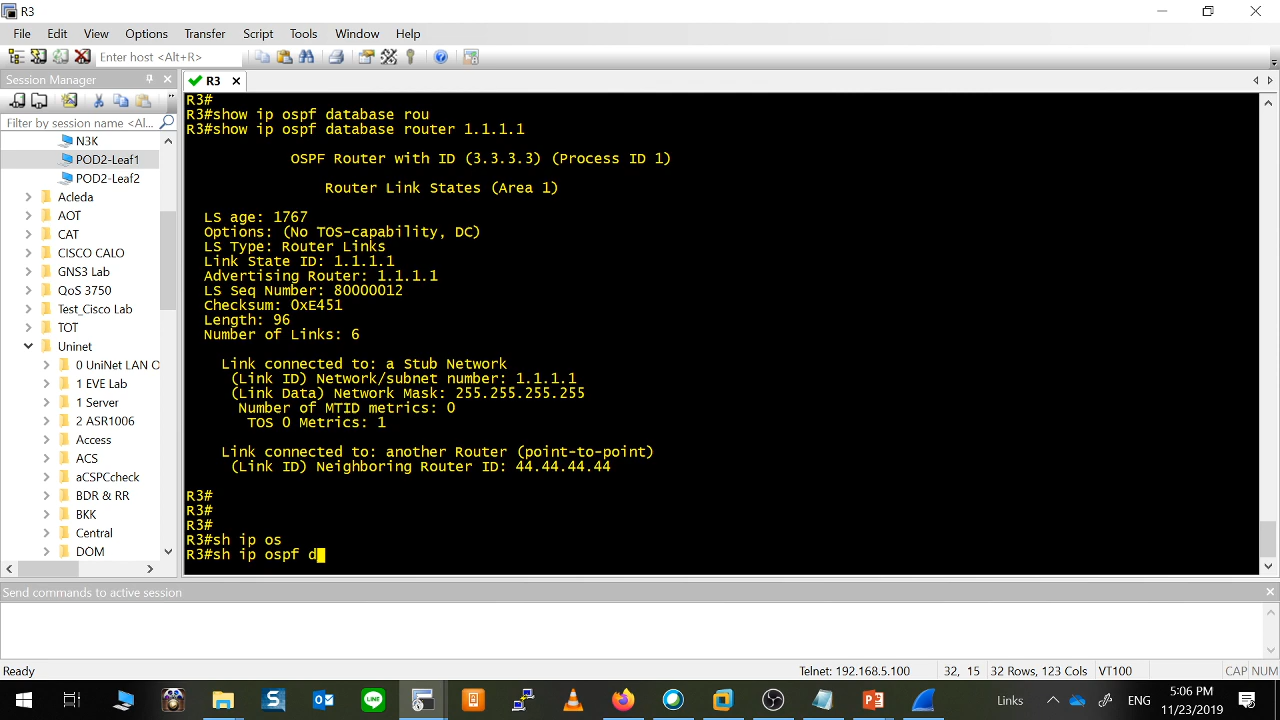 R3
File Edit View Options Transfer Script Tools Window Help
Enter host <Alt+R>
Session Manager
R3
Filter by session name <Al...
N3K
POD2-Leaf1
POD2-Leaf2
Acleda
AOT
CAT
CISCO CALO
GNS3 Lab
QoS 3750
Test_Cisco Lab
TOT
Uninet
0 UniNet LAN O
1 EVE Lab
1 Server
2 ASR1006
Access
ACS
aCSPCcheck
BDR & RR
BKK
Central
DOM
R3#
R3#show ip ospf database rou
R3#show ip ospf database router 1.1.1.1
OSPF Router with ID (3.3.3.3) (Process ID 1)
Router Link States (Area 1)
LS age: 1767
Options: (No TOS-capability, DC)
LS Type: Router Links
Link State ID: 1.1.1.1
Advertising Router: 1.1.1.1
LS Seq Number: 80000012
Checksum: 0xE451
Length: 96
Number of Links: 6
Link connected to: a Stub Network
(Link ID) Network/subnet number: 1.1.1.1
(Link Data) Network Mask: 255.255.255.255
Number of MTID metrics: 0
TOS 0 Metrics: 1
Link connected to: another Router (point-to-point)
(Link ID) Neighboring Router ID: 44.44.44.44
R3#
R3#
R3#
R3#sh ip os
R3#sh ip ospf d
Send commands to active session
Ready Telnet: 192.168.5.100 32, 15 32 Rows, 123 Cols VT100 CAP NUM
Links ENG 5:06 PM
11/23/2019